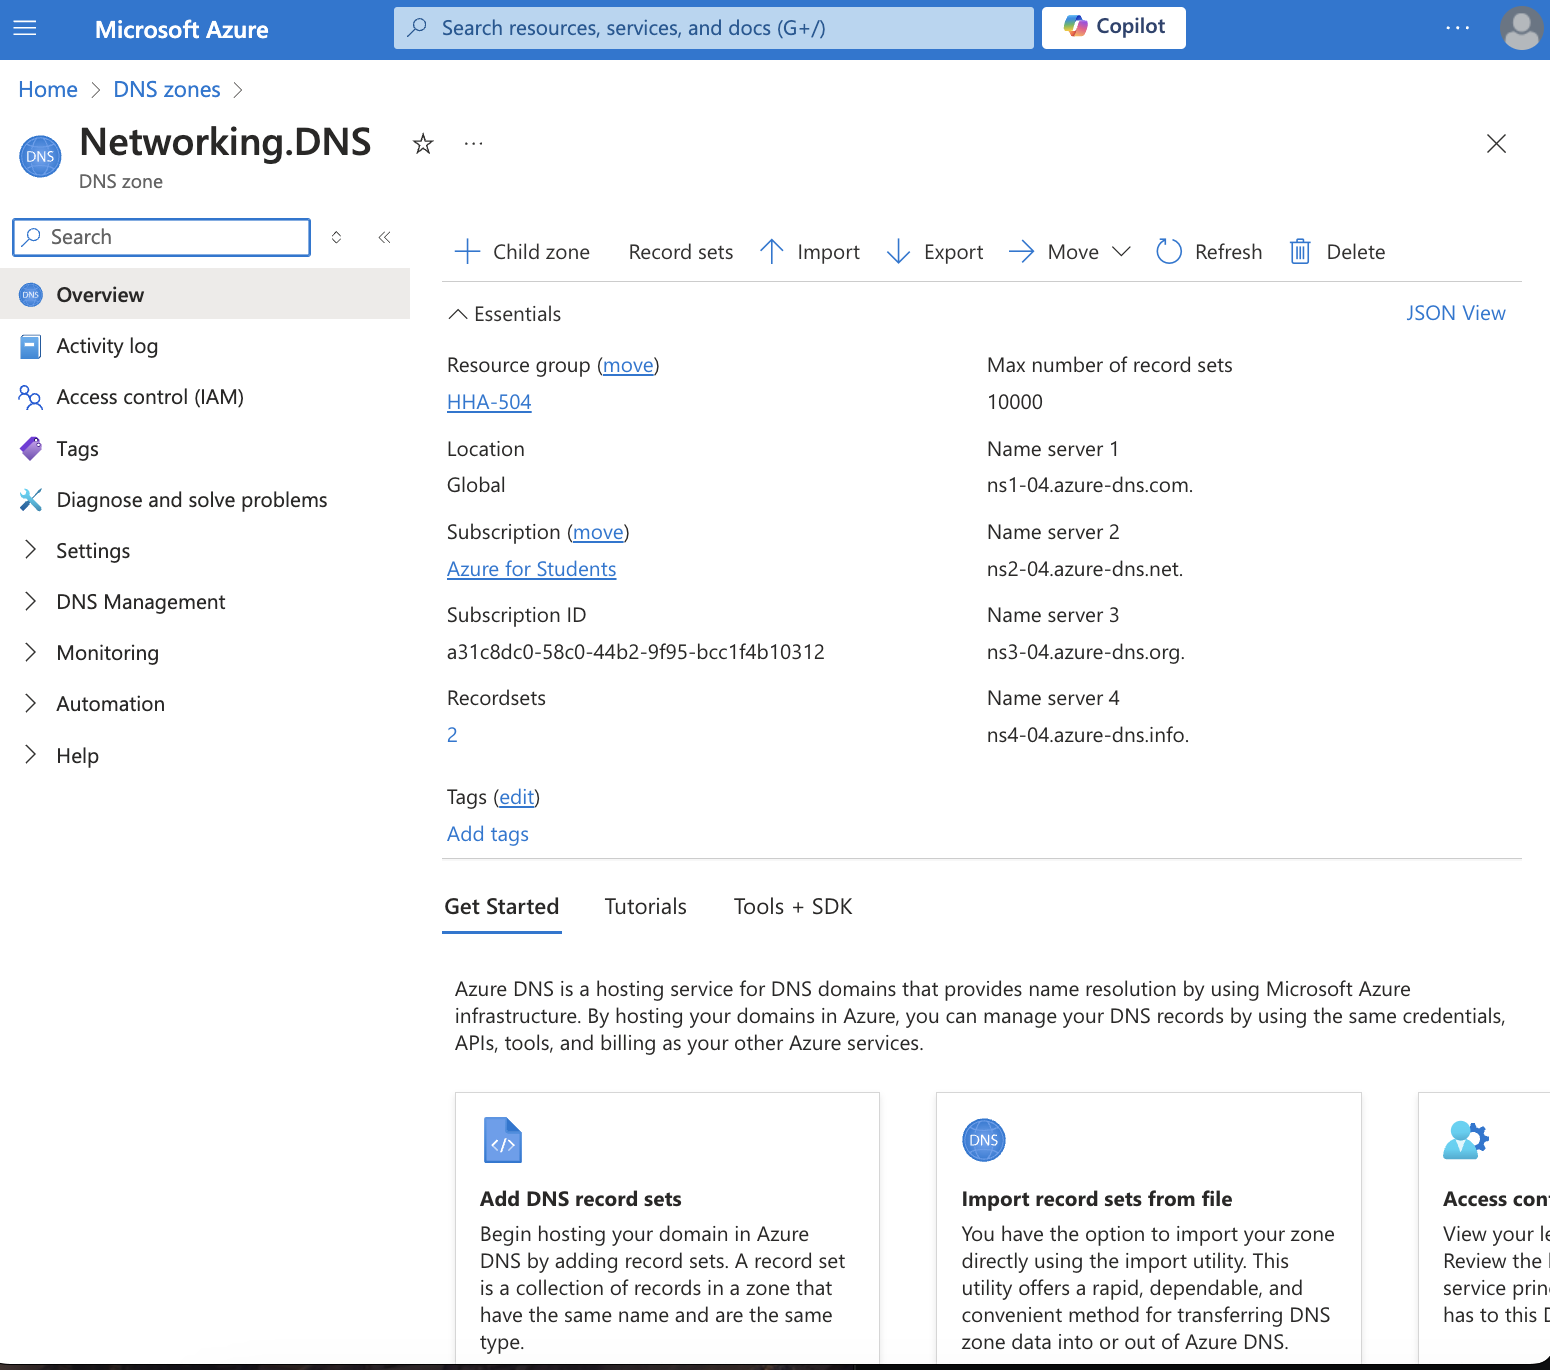 Microsoft Azure
Search resources, services, and docs (G+/)
Copilot
...
Home > DNS zones >
DNS
Networking.DNS
...
DNS zone
Search
DNS Overview
Activity log
Access control (IAM)
Tags
Diagnose and solve problems
Settings
DNS Management
Monitoring
Automation
Help
Child zone
Record sets
Import
Export
Move
Refresh
Delete
Essentials
JSON View
Resource group (move)
HHA-504
Location
Global
Subscription (move)
Azure for Students
Subscription ID
a31c8dc0-58c0-44b2-9f95-bcc1f4b10312
Recordsets
2
Max number of record sets
10000
Name server 1
ns1-04.azure-dns.com.
Name server 2
ns2-04.azure-dns.net.
Name server 3
ns3-04.azure-dns.org.
Name server 4
ns4-04.azure-dns.info.
Tags (edit)
Add tags
Get Started
Tutorials
Tools + SDK
Azure DNS is a hosting service for DNS domains that provides name resolution by using Microsoft Azure
infrastructure. By hosting your domains in Azure, you can manage your DNS records by using the same credentials,
APIs, tools, and billing as your other Azure services.
</>
Add DNS record sets
Begin hosting your domain in Azure
DNS by adding record sets. A record set
is a collection of records in a zone that
have the same name and are the same
type.
DNS
Import record sets from file
You have the option to import your zone
directly using the import utility. This
utility offers a rapid, dependable, and
convenient method for transferring DNS
zone data into or out of Azure DNS.
Access
View your
Review the
service
has to this